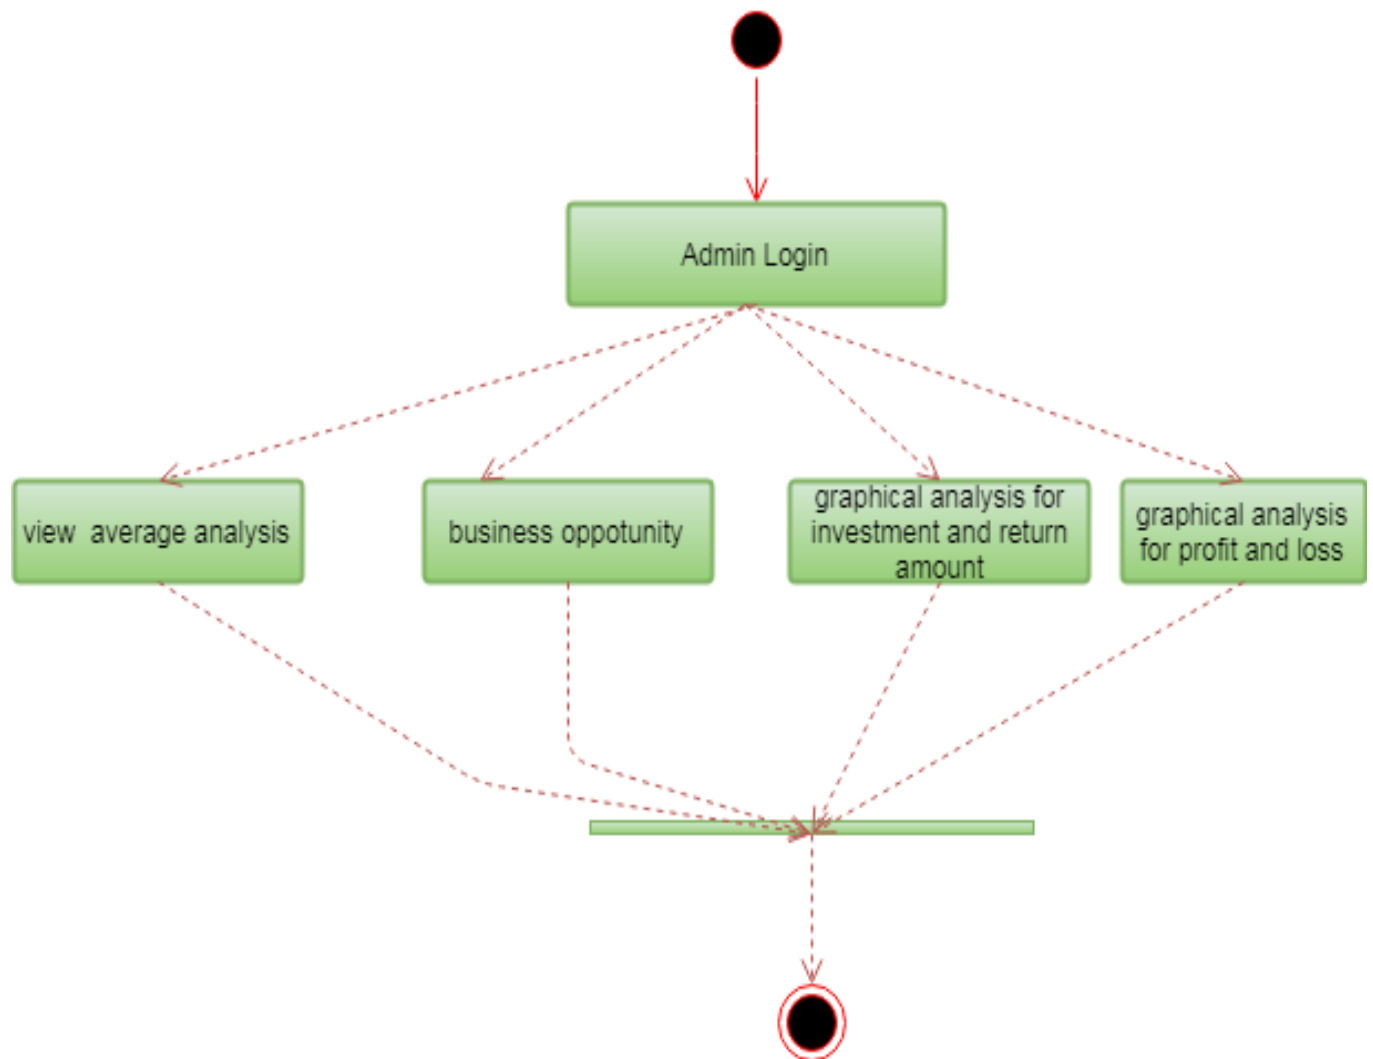 Admin Login
view  average analysis
business oppotunity
graphical analysis for
investment and return
amount
graphical analysis
for profit and loss